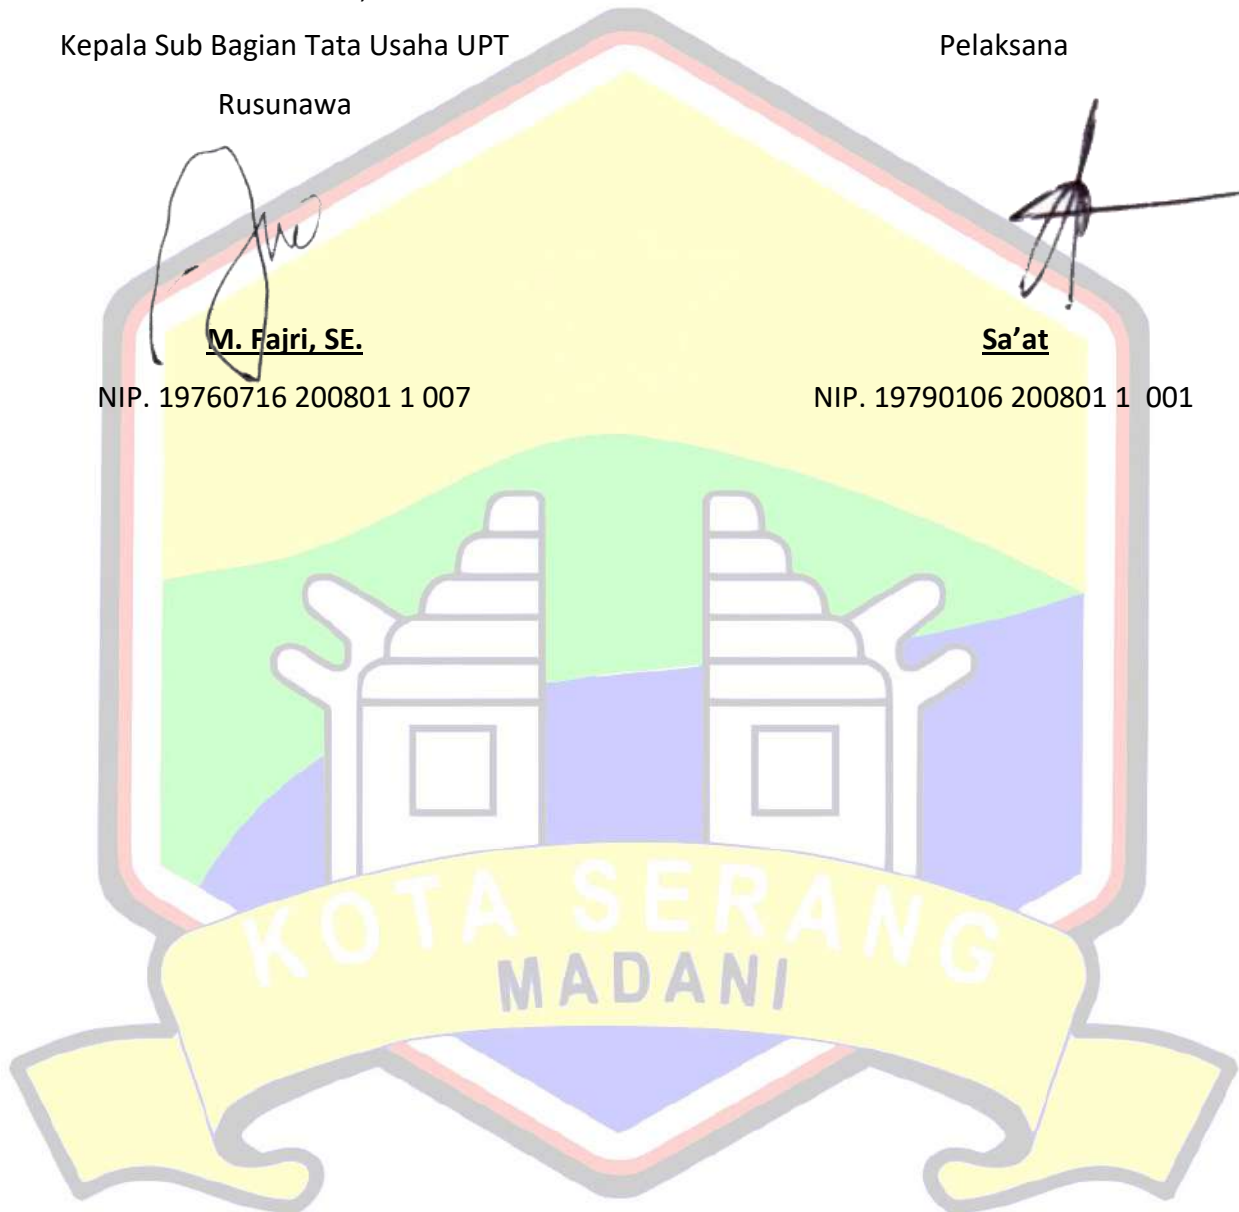 Kepala Sub Bagian Tata Usaha UPT
Rusunawa
Pelaksana
M. Fajri, SE.
NIP. 19760716 200801 1 007
Sa’at
NIP. 19790106 200801 1  001
KOTA SERANG
MADANI